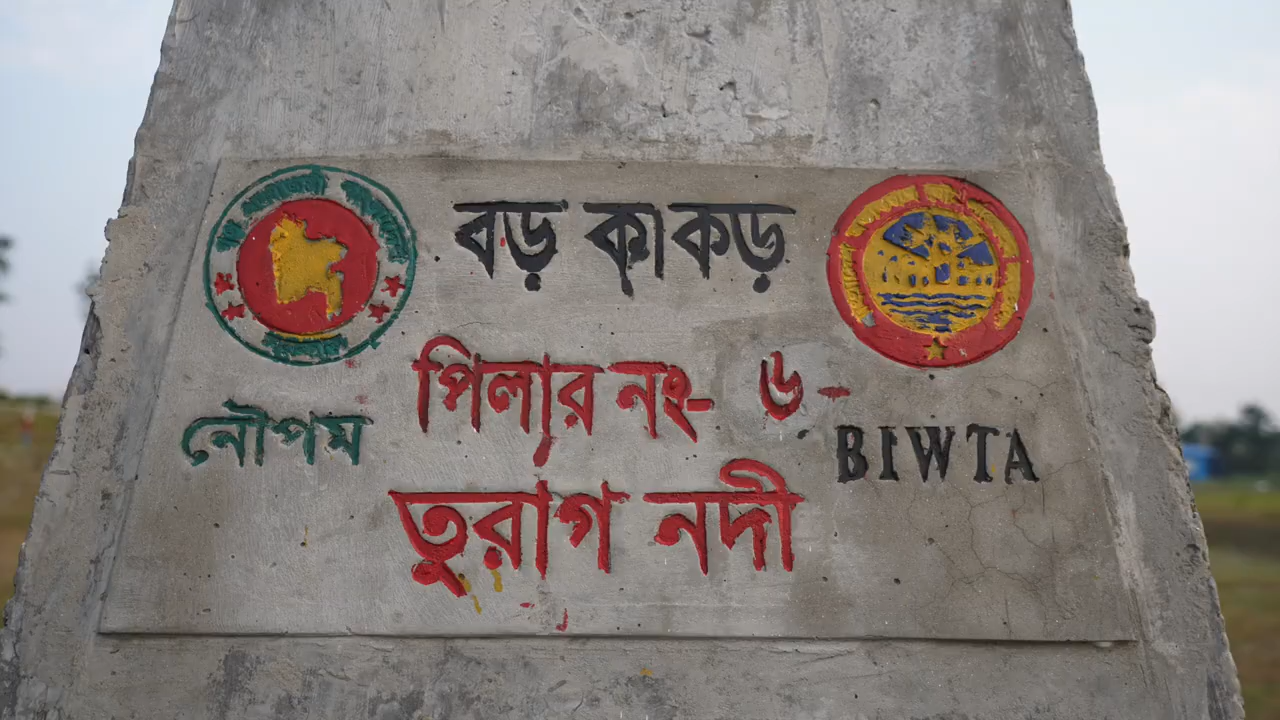 বড় কাকড়
পিলার নং- ৬ -
নৌপম
BIWTA
তুরাগ নদী